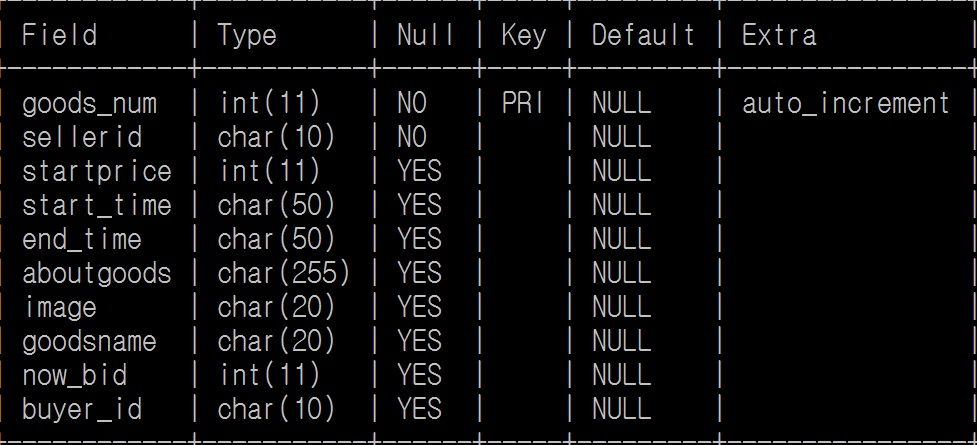 | Field | Type | Null | Key | Default | Extra
| goods_num | int(11) | NO | PRI | NULL | auto_increment |
| sellerid | char(10) | NO | | NULL | |
| startprice | int(11) | YES | | NULL | |
| start_time | char(50) | YES | | NULL | |
| end_time | char(50) | YES | | NULL | |
| aboutgoods | char(255) | YES | | NULL | |
| image | char(20) | YES | | NULL | |
| goodsname | char(20) | YES | | NULL | |
| now_bid | int(11) | YES | | NULL | |
| buyer_id | char(10) | YES | | NULL | |